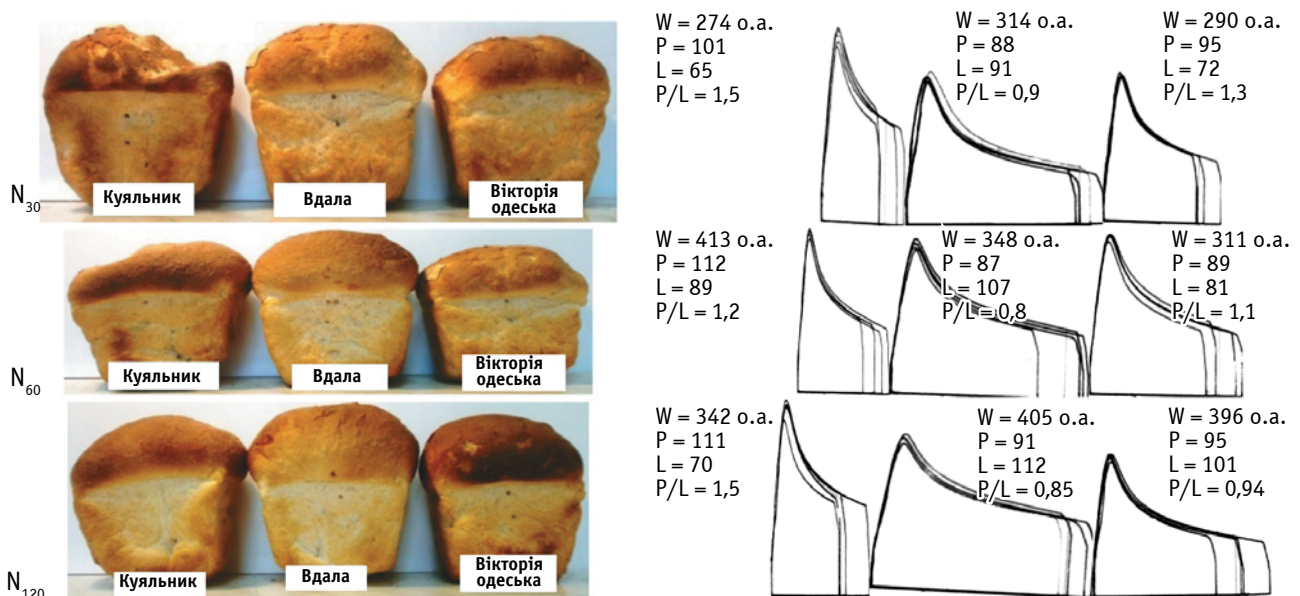 Куяльник
Вдала
Вікторія
одеська
N30
W = 274 о.а.
P = 101
L = 65
P/L = 1,5
W = 314 о.а.
P = 88
L = 91
P/L = 0,9
W = 290 о.а.
P = 95
L = 72
P/L = 1,3
Куяльник
Вдала
Вікторія
одеська
N60
W = 413 о.а.
P = 112
L = 89
P/L = 1,2
W = 348 о.а.
P = 87
L = 107
P/L = 0,8
W = 311 о.а.
P = 89
L = 81
P/L = 1,1
Куяльник
Вдала
Вікторія
одеська
N120
W = 342 о.а.
P = 111
L = 70
P/L = 1,5
W = 405 о.а.
P = 91
L = 112
P/L = 0,85
W = 396 о.а.
P = 95
L = 101
P/L = 0,94